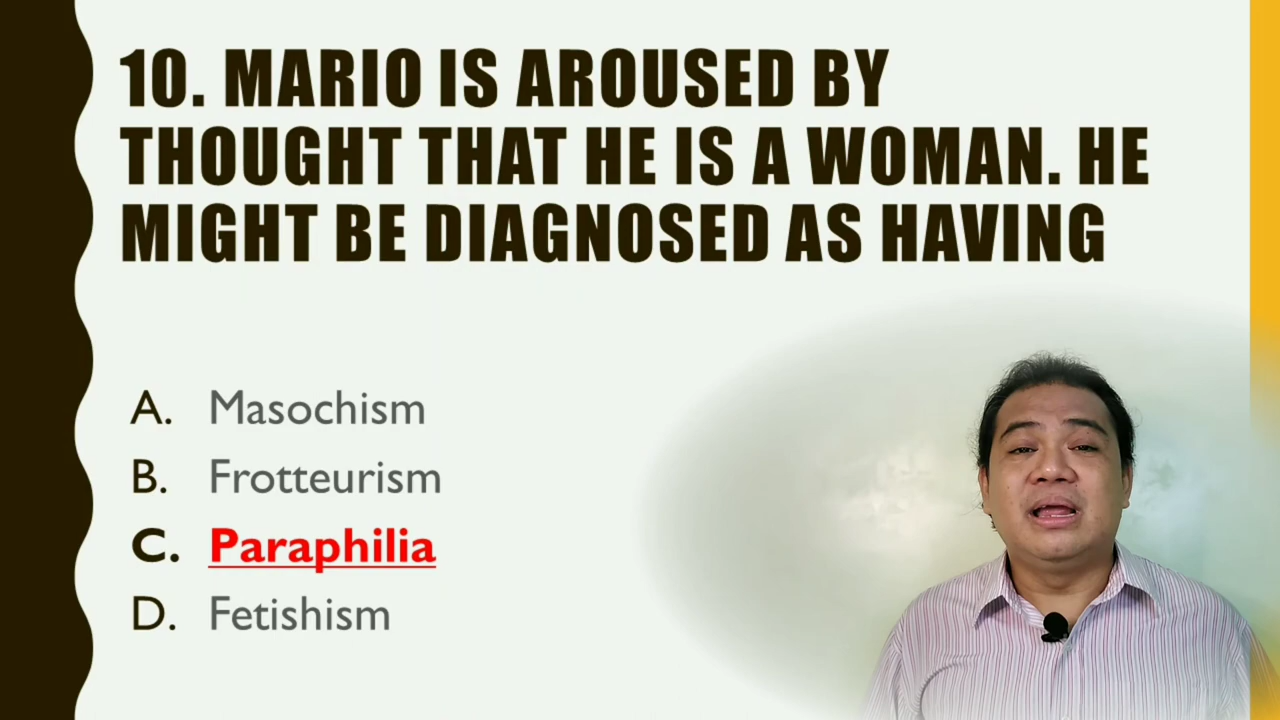 10. MARIO IS AROUSED BY
THOUGHT THAT HE IS A WOMAN. HE
MIGHT BE DIAGNOSED AS HAVING
A. Masochism
B. Frotteurism
C. Paraphilia
D. Fetishism